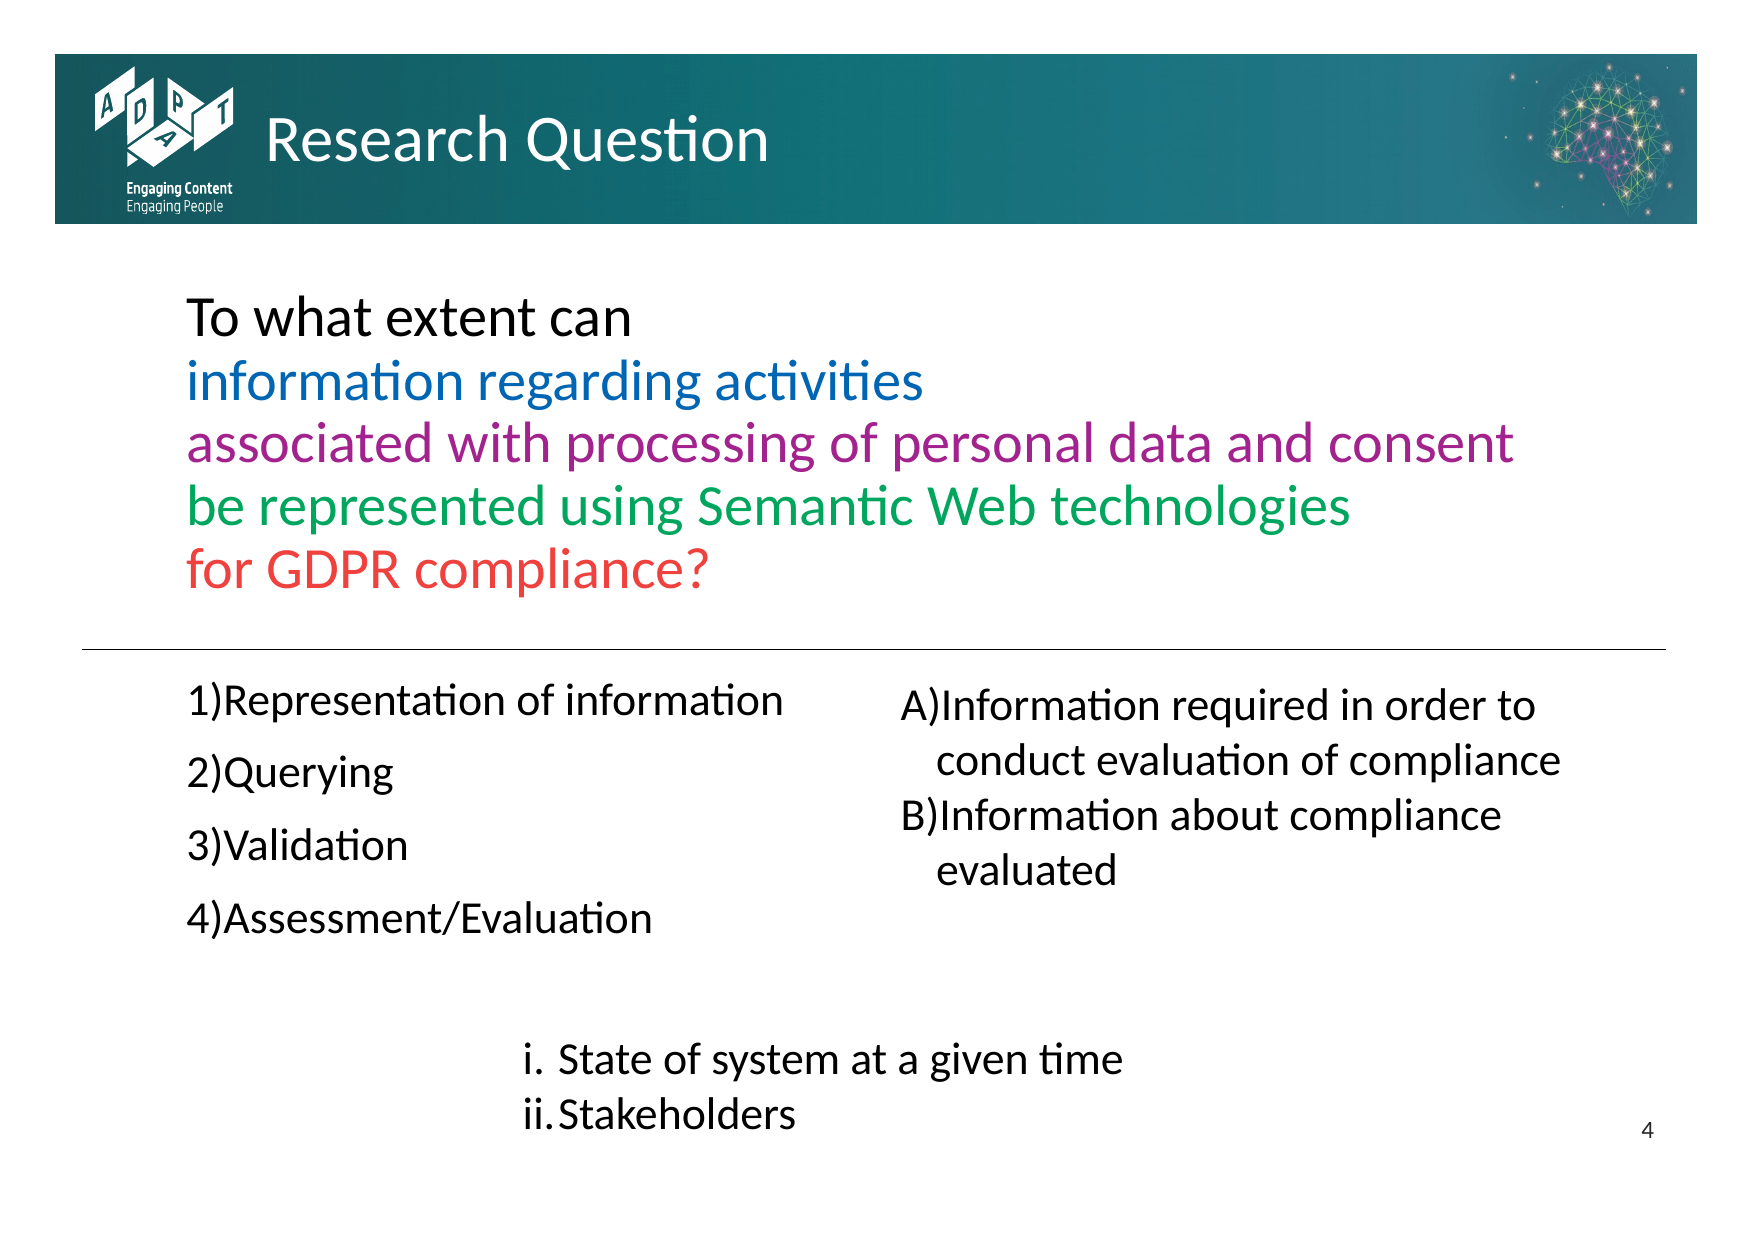 A D A P T
Engaging Content
Engaging People
Research Question
To what extent can
information regarding activities
associated with processing of personal data and consent
be represented using Semantic Web technologies
for GDPR compliance?
1)Representation of information
2)Querying
3)Validation
4)Assessment/Evaluation
A)Information required in order to
conduct evaluation of compliance
B)Information about compliance
evaluated
i. State of system at a given time
ii. Stakeholders
4